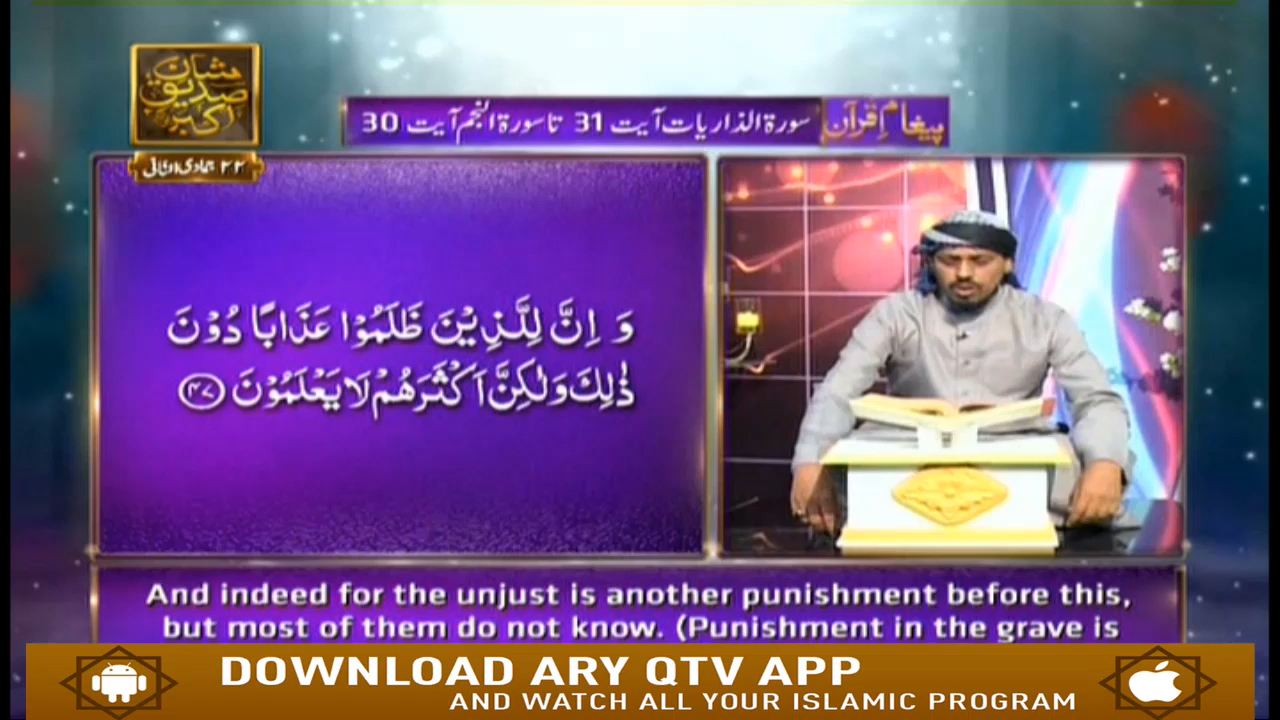 شان
صدیق
اکبر
۲۲ جمادی الثانی
پیغامِ قرآن
سورۃ الذاریات آیت 31 تا سورۃ النجم آیت 30
وَ اِنَّ لِلَّذِیْنَ ظَلَمُوْا عَذَابًا دُوْنَ
ذٰلِكَ وَلٰكِنَّ اَكْثَرَهُمْ لَا یَعْلَمُوْنَ ﴿۴۷﴾
And indeed for the unjust is another punishment before this,
but most of them do not know. (Punishment in the grave is
DOWNLOAD ARY QTV APP
AND WATCH ALL YOUR ISLAMIC PROGRAM